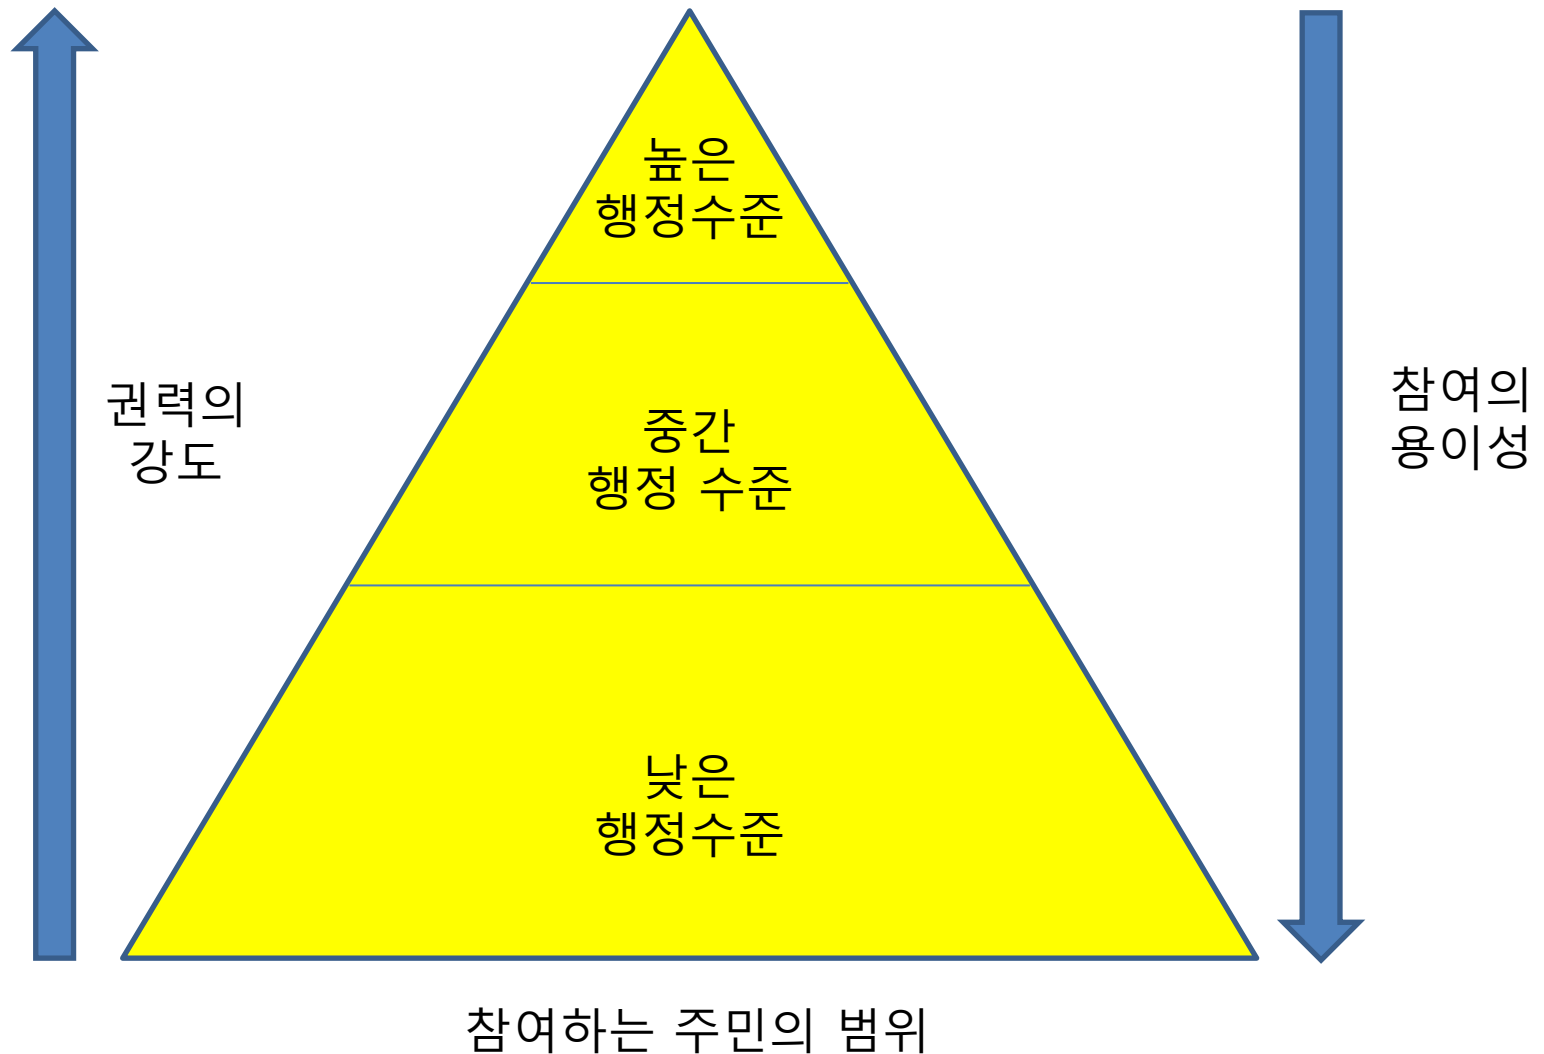 높은
행정수준
권력의
강도
중간
행정 수준
참여의
용이성
낮은
행정수준
참여하는 주민의 범위